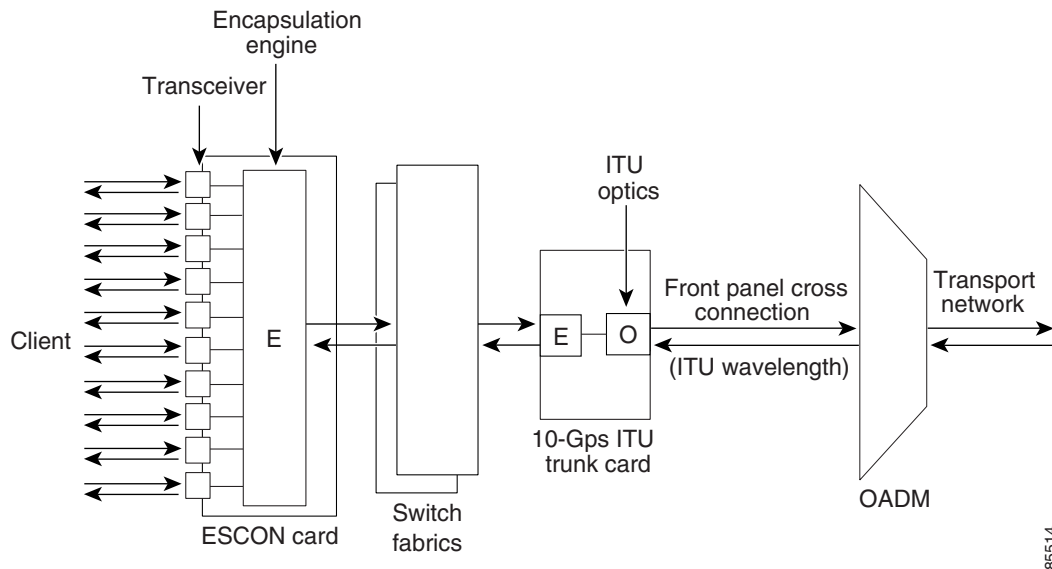 Encapsulation
engine
Transceiver
ITU
optics
Front panel cross
connection
Transport
network
Client
E
E
O
(ITU wavelength)
10-Gps ITU
trunk card
OADM
Switch
fabrics
ESCON card
85514